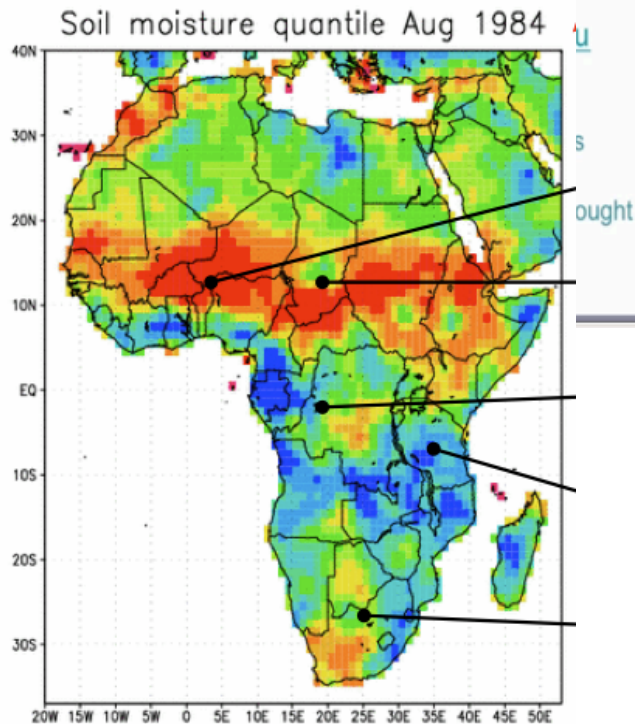 Soil moisture quantile Aug 1984
u
s
ought
40N
30N
20N
10N
EQ
10S
20S
30S
20W 15W 10W 5W 0 5E 10E 15E 20E 25E 30E 35E 40E 45E 50E